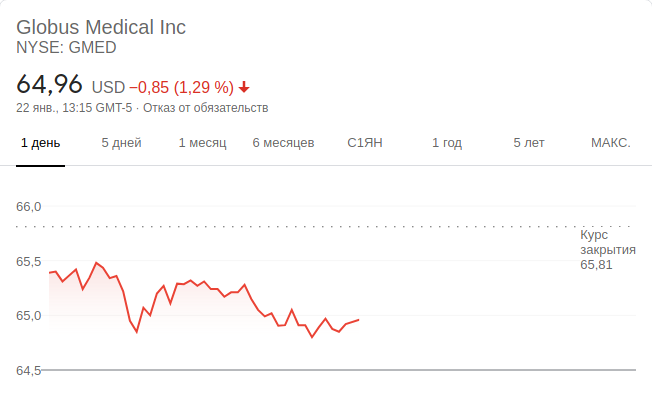 Globus Medical Inc
NYSE: GMED
64,96 USD −0,85 (1,29 %)
22 янв., 13:15 GMT-5 · Отказ от обязательств
1 день 5 дней 1 месяц 6 месяцев С1ЯН 1 год 5 лет МАКС.
66,0
Курс
закрытия
65,81
65,5
65,0
64,5